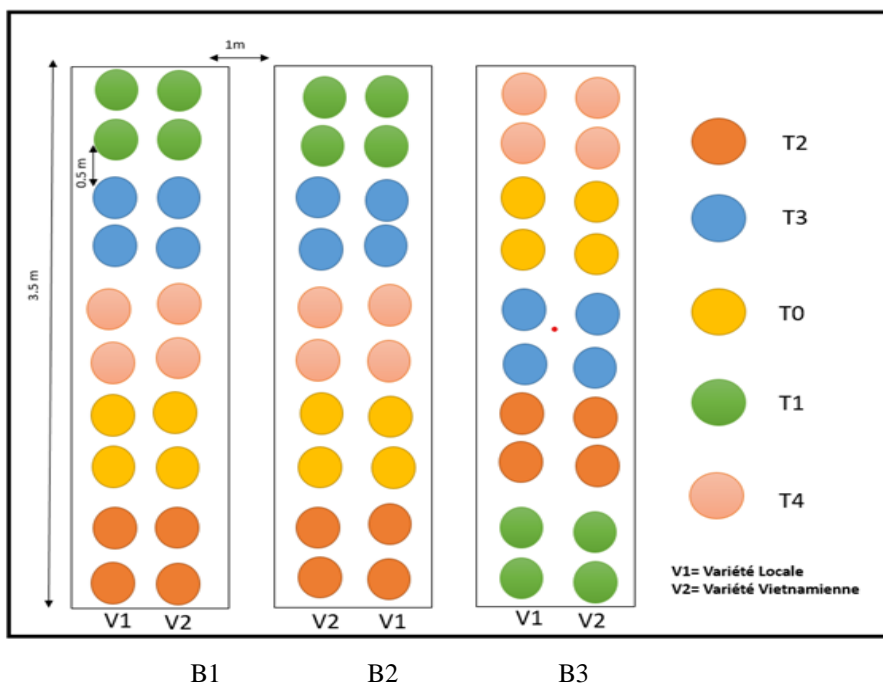 1m
0.5 m
3.5 m
T2
T3
T0
T1
T4
V1= Variété Locale
V2= Variété Vietnamienne
V1 V2
V2 V1
V1 V2
B1 B2 B3